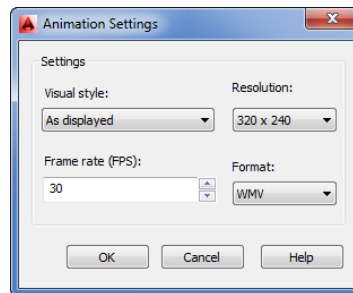 Animation Settings
Settings
Visual style:
Resolution:
As displayed
320 x 240
Frame rate (FPS):
Format:
30
WMV
OK
Cancel
Help